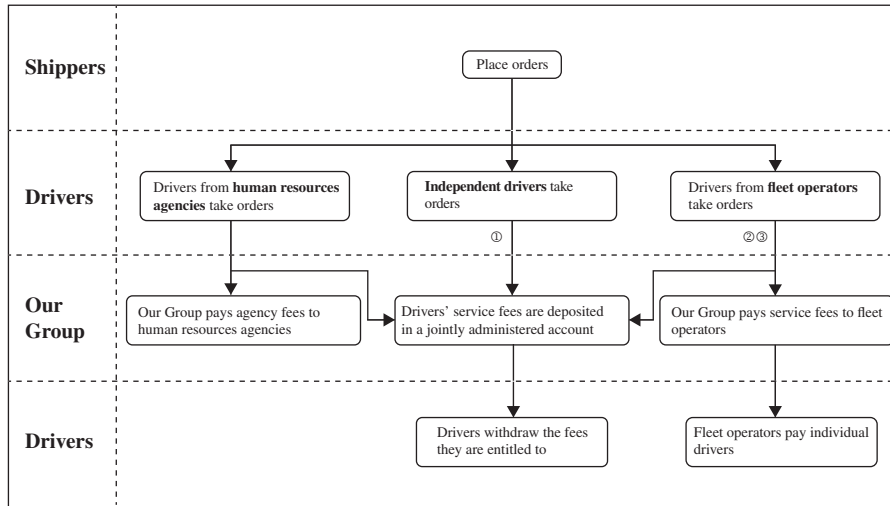 Shippers
Place orders
Drivers
Drivers from human resources
agencies take orders
Independent drivers take
orders
Drivers from fleet operators
take orders
①
②③
Our
Group
Our Group pays agency fees to
human resources agencies
Drivers’ service fees are deposited
in a jointly administered account
Our Group pays service fees to fleet
operators
Drivers
Drivers withdraw the fees
they are entitled to
Fleet operators pay individual
drivers